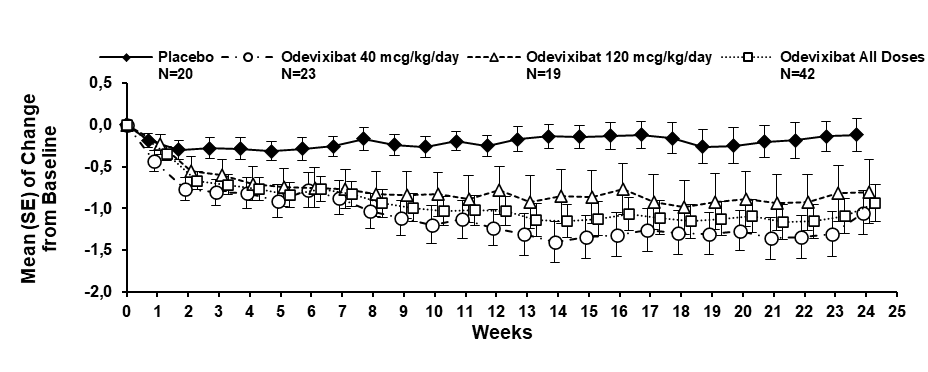 Placebo Odevixibat 40 mcg/kg/day Odevixibat 120 mcg/kg/day Odevixibat All Doses
N=20 N=23 N=19 N=42
Mean (SE) of Change
from Baseline
0,5
0,0
-0,5
-1,0
-1,5
-2,0
0 1 2 3 4 5 6 7 8 9 10 11 12 13 14 15 16 17 18 19 20 21 22 23 24 25
Weeks